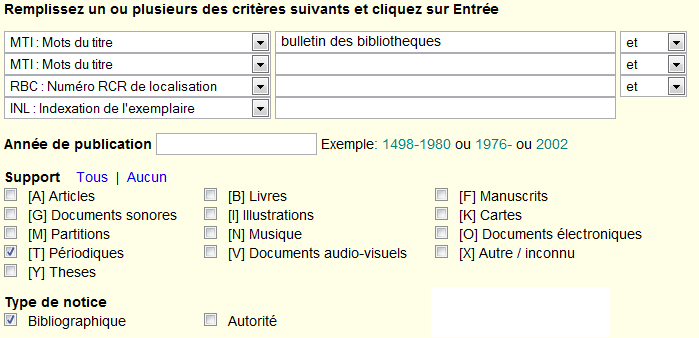 Remplissez un ou plusieurs des critères suivants et cliquez sur Entrée
MTI : Mots du titre bulletin des bibliotheques et
MTI : Mots du titre et
RBC : Numéro RCR de localisation et
INL : Indexation de l'exemplaire
Année de publication Exemple: 1498-1980 ou 1976- ou 2002
Support Tous | Aucun
[A] Articles [B] Livres [F] Manuscrits
[G] Documents sonores [I] Illustrations [K] Cartes
[M] Partitions [N] Musique [O] Documents électroniques
[T] Périodiques [V] Documents audio-visuels [X] Autre / inconnu
[Y] Theses
Type de notice
Bibliographique Autorité